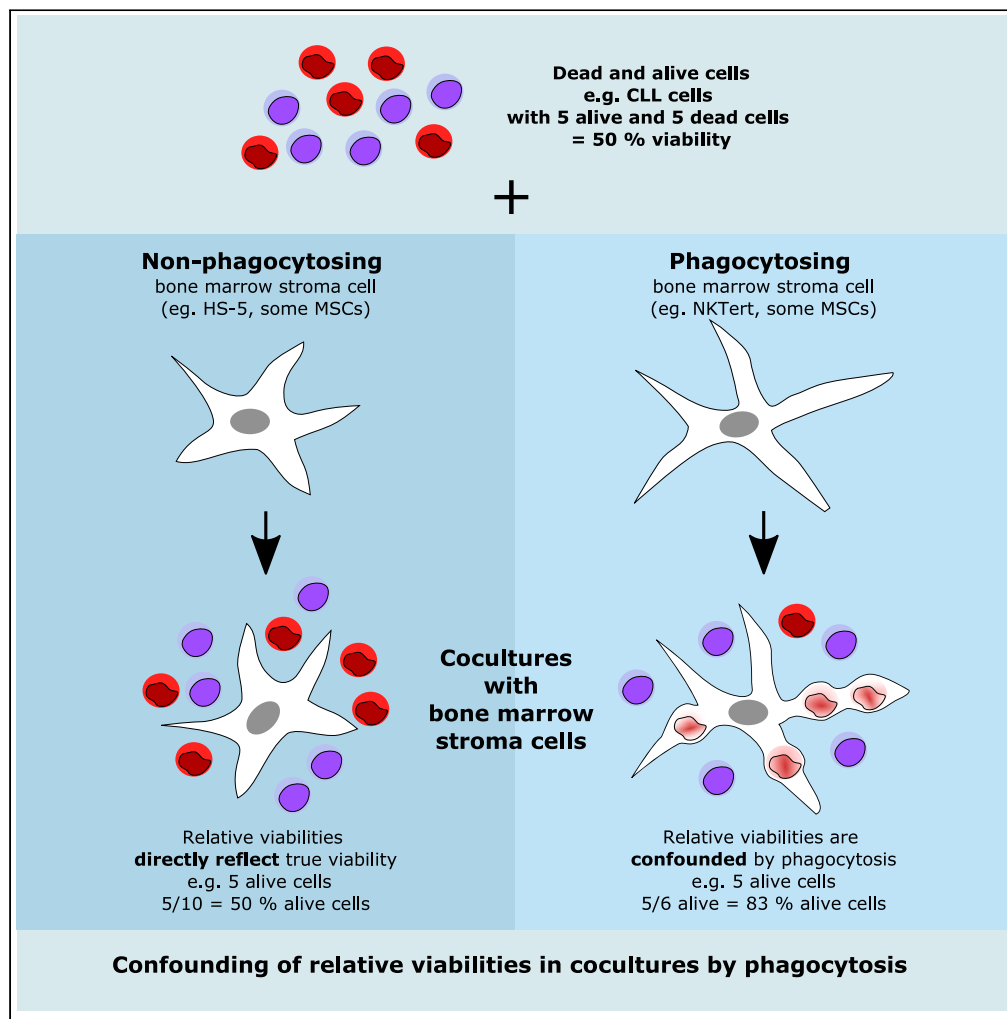 Dead and alive cells
e.g. CLL cells
with 5 alive and 5 dead cells
= 50 % viability
+
Non-phagocytosing
bone marrow stroma cell
(eg. HS-5, some MSCs)
Phagocytosing
bone marrow stroma cell
(eg. NKTert, some MSCs)
Cocultures
with
bone marrow
stroma cells
Relative viabilities
directly reflect true viability
e.g. 5 alive cells
5/10 = 50 % alive cells
Relative viabilities are
confounded by phagocytosis
e.g. 5 alive cells
5/6 alive = 83 % alive cells
Confounding of relative viabilities in cocultures by phagocytosis